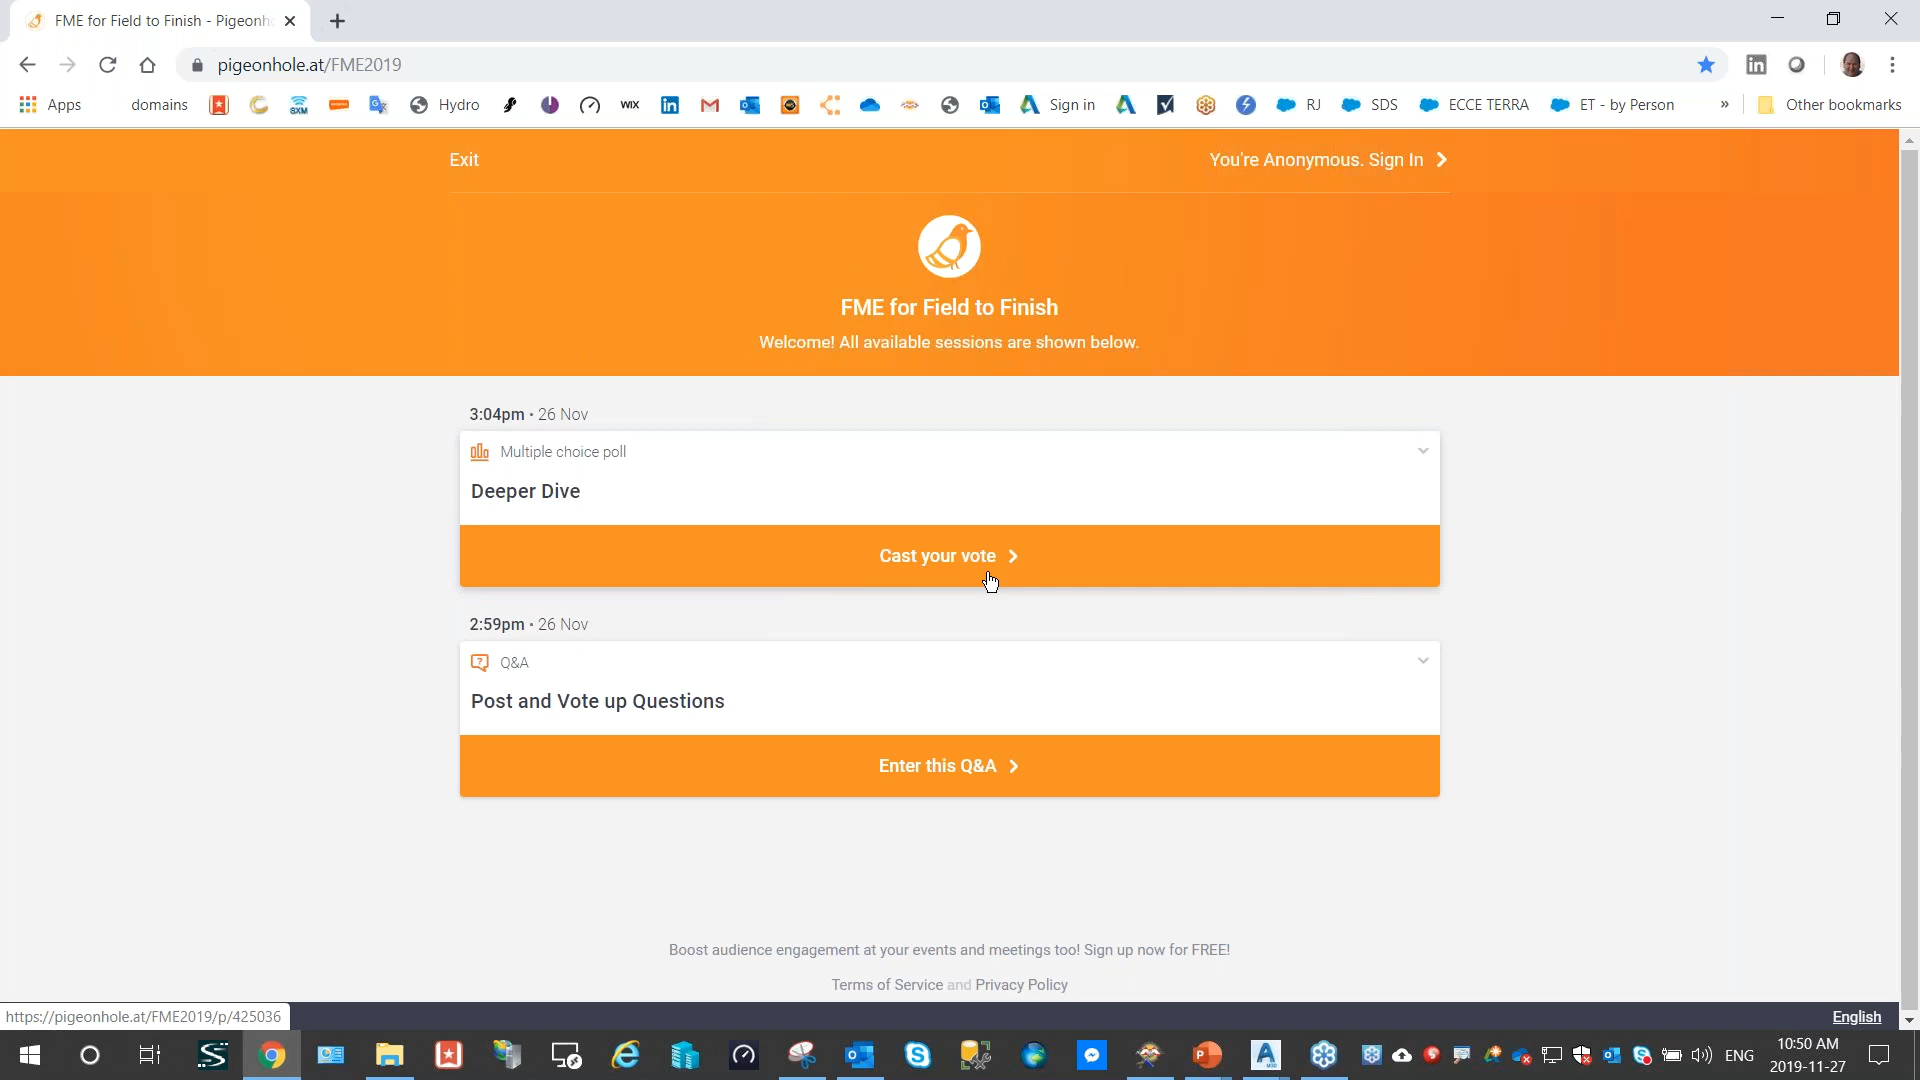 FME for Field to Finish - Pigeonh
pigeonhole.at/FME2019
Apps
domains
8XM
Hydro
WIX
Sign in
RJ
SDS
ECCE TERRA
ET - by Person
»
Other bookmarks
Exit
You're Anonymous. Sign In
FME for Field to Finish
Welcome! All available sessions are shown below.
3:04pm • 26 Nov
Multiple choice poll
Deeper Dive
Cast your vote
2:59pm • 26 Nov
Q&A
Post and Vote up Questions
Enter this Q&A
Boost audience engagement at your events and meetings too! Sign up now for FREE!
Terms of Service and Privacy Policy
https://pigeonhole.at/FME2019/p/425036
English
ENG
10:50 AM
2019-11-27